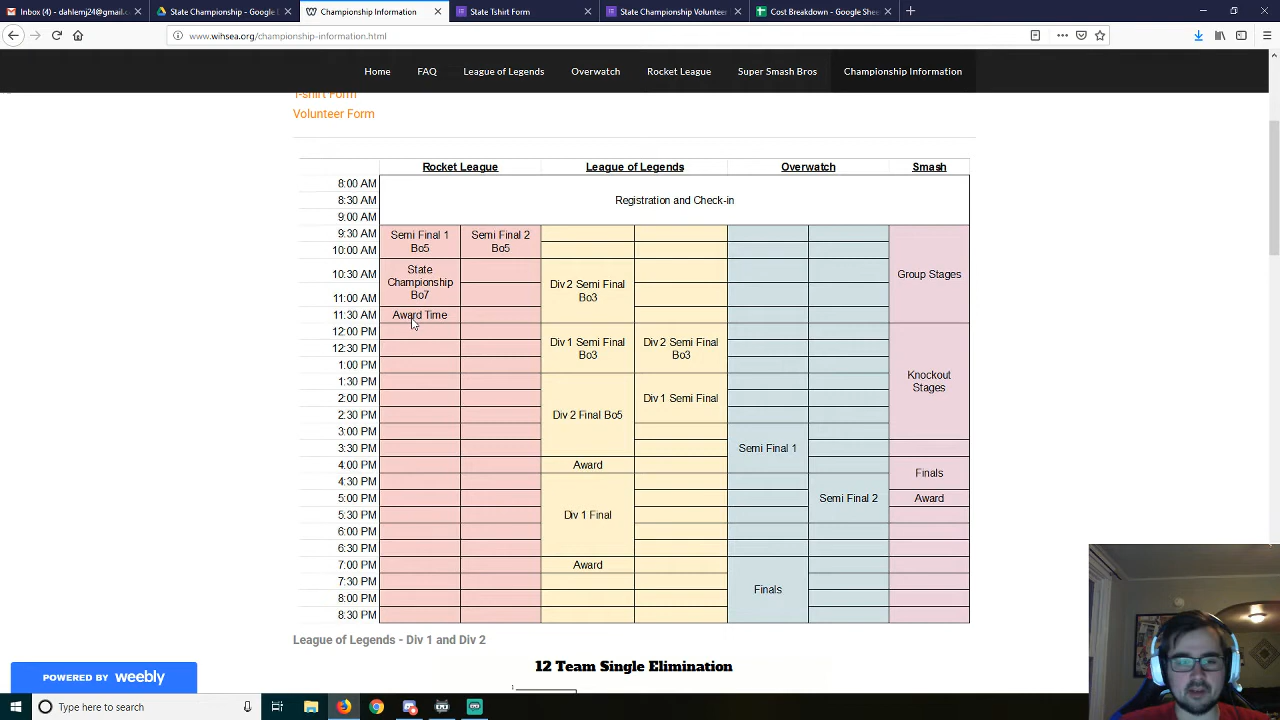 Inbox (4) - dahlemj24@gmail.c
State Championship - Google D
Championship Information
State Tshirt Form
State Championship Volunteer
Cost Breakdown - Google Shee
www.wihsea.org/championship-information.html
Home FAQ League of Legends Overwatch Rocket League Super Smash Bros Championship Information
T-shirt Form
Volunteer Form
Rocket League League of Legends Overwatch Smash
8:00 AM
8:30 AM
9:00 AM
Registration and Check-in
9:30 AM
10:00 AM
10:30 AM
11:00 AM
11:30 AM
12:00 PM
12:30 PM
1:00 PM
1:30 PM
2:00 PM
2:30 PM
3:00 PM
3:30 PM
4:00 PM
4:30 PM
5:00 PM
5:30 PM
6:00 PM
6:30 PM
7:00 PM
7:30 PM
8:00 PM
8:30 PM
Semi Final 1
Bo5
State
Championship
Bo7
Award Time
Semi Final 2
Bo5
Div 2 Semi Final
Bo3
Div 1 Semi Final
Bo3
Div 2 Final Bo5
Award
Div 1 Final
Award
Div 2 Semi Final
Bo3
Div 1 Semi Final
Semi Final 1
Finals
Semi Final 2
Group Stages
Knockout
Stages
Finals
Award
League of Legends - Div 1 and Div 2
12 Team Single Elimination
POWERED BY weebly
Type here to search